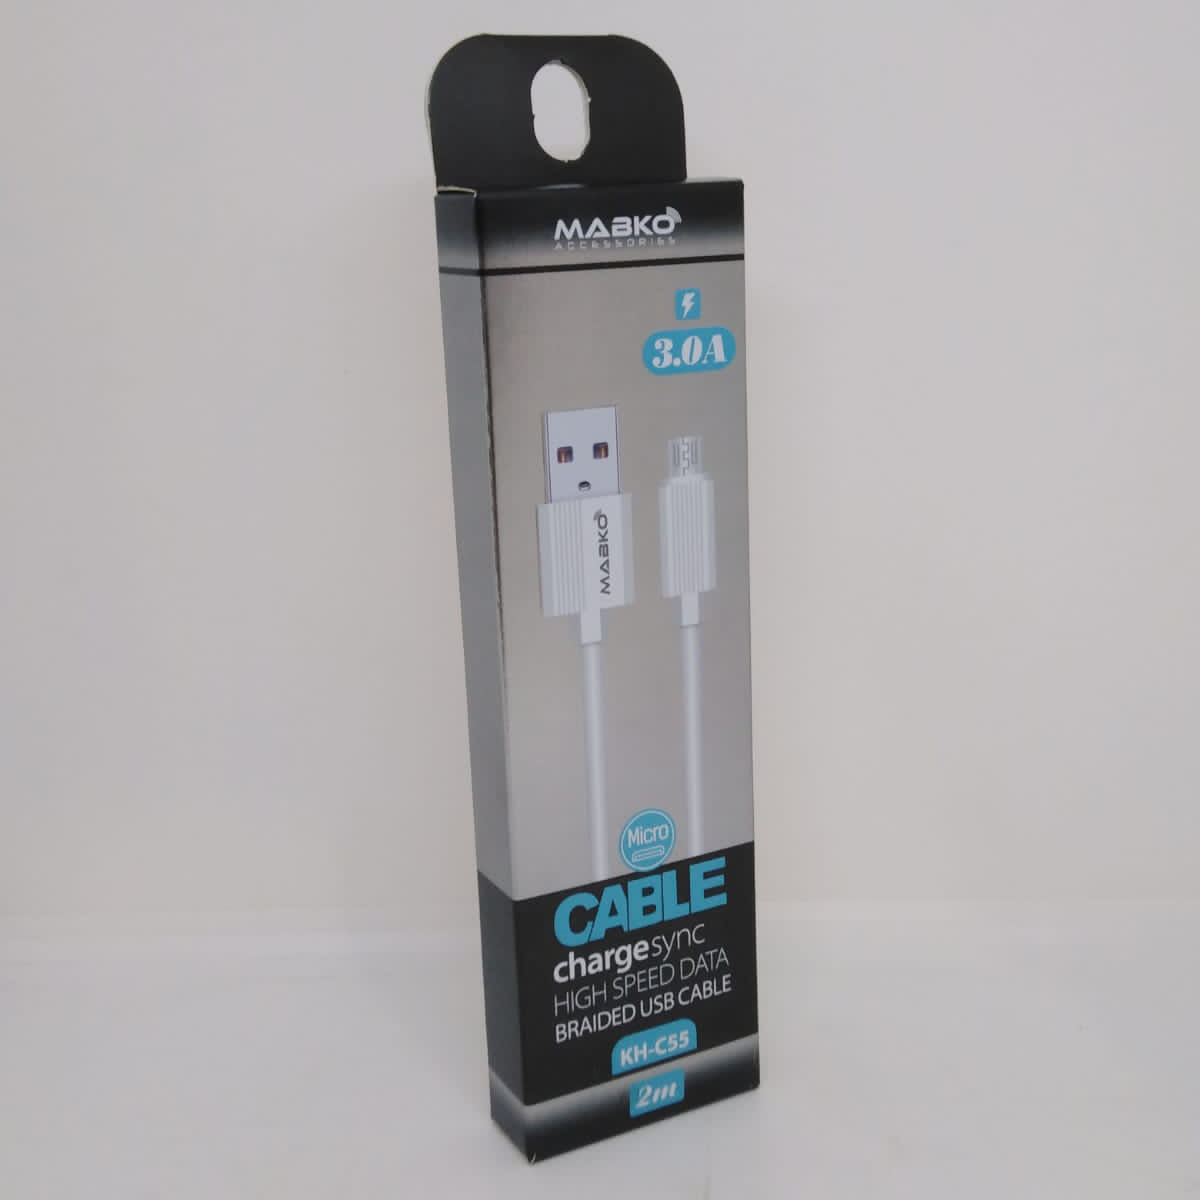 MABKO
ACCESSORIES
3.0A
MABKO
Micro
CABLE
chargesync
HIGH SPEED DATA
BRAIDED USB CABLE
KH-C55
2m